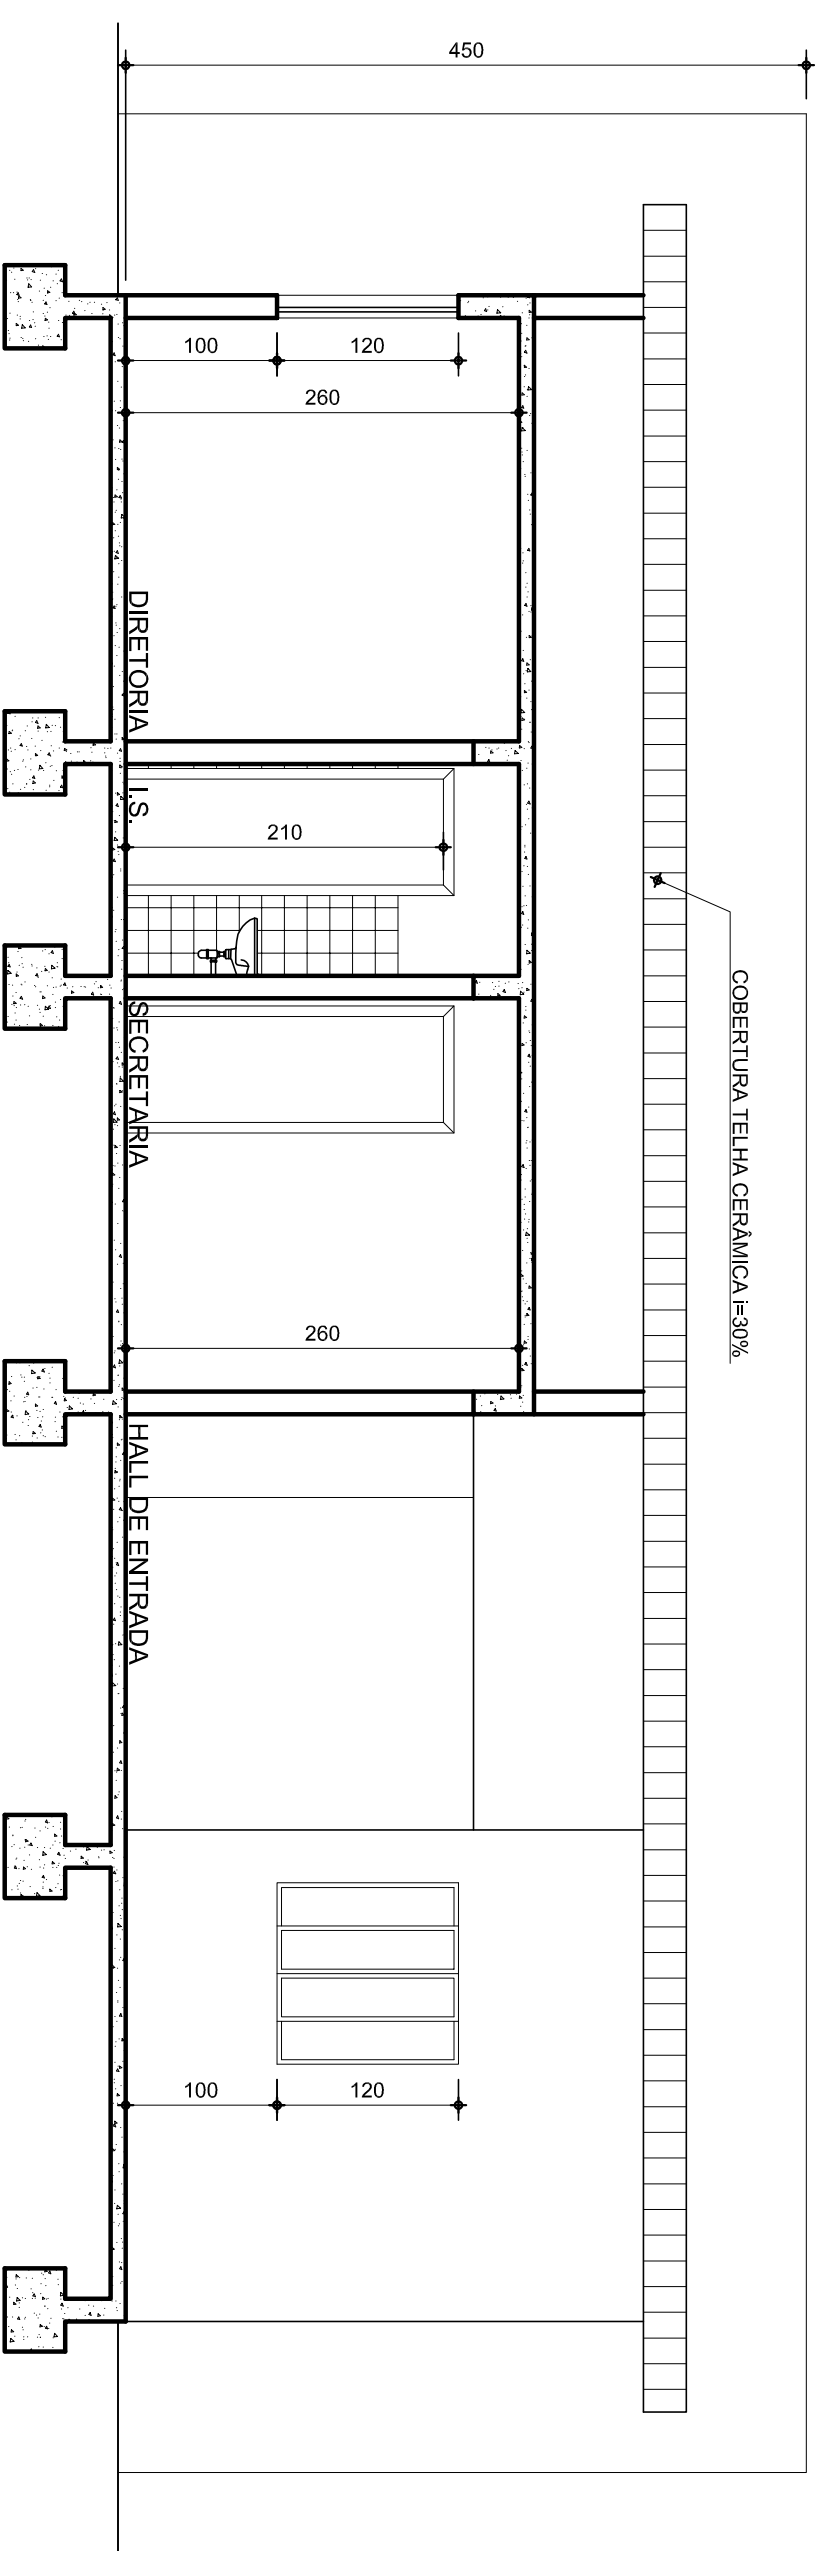 450
100
120
260
DIRETORIA
I.S.
210
COBERTURA TELHA CERÂMICA i=30%
SECRETARIA
260
HALL DE ENTRADA
100
120